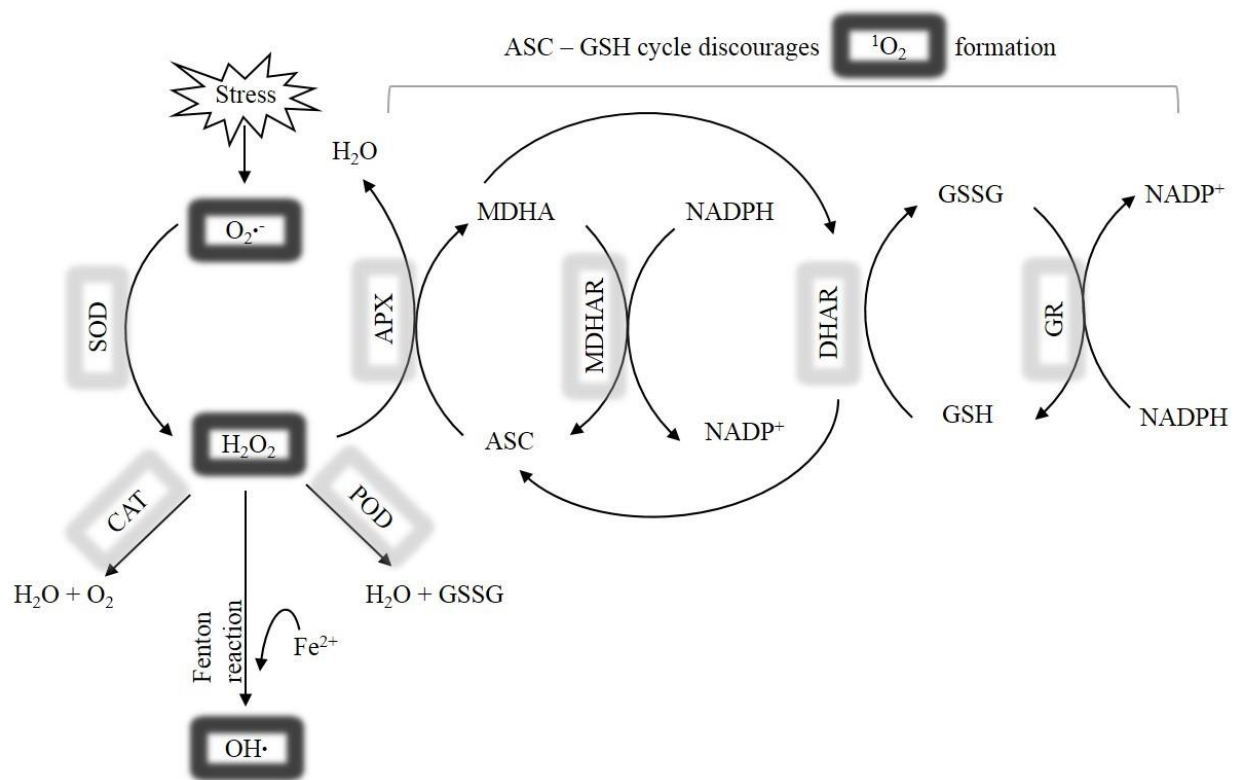 ASC – GSH cycle discourages ¹O₂ formation
Stress
H₂O
O₂•⁻
MDHA
NADPH
GSSG
NADP⁺
SOD
APX
MDHAR
DHAR
GR
H₂O₂
ASC
NADP⁺
GSH
NADPH
CAT
POD
H₂O + O₂
H₂O + GSSG
Fenton
reaction
Fe²⁺
OH•